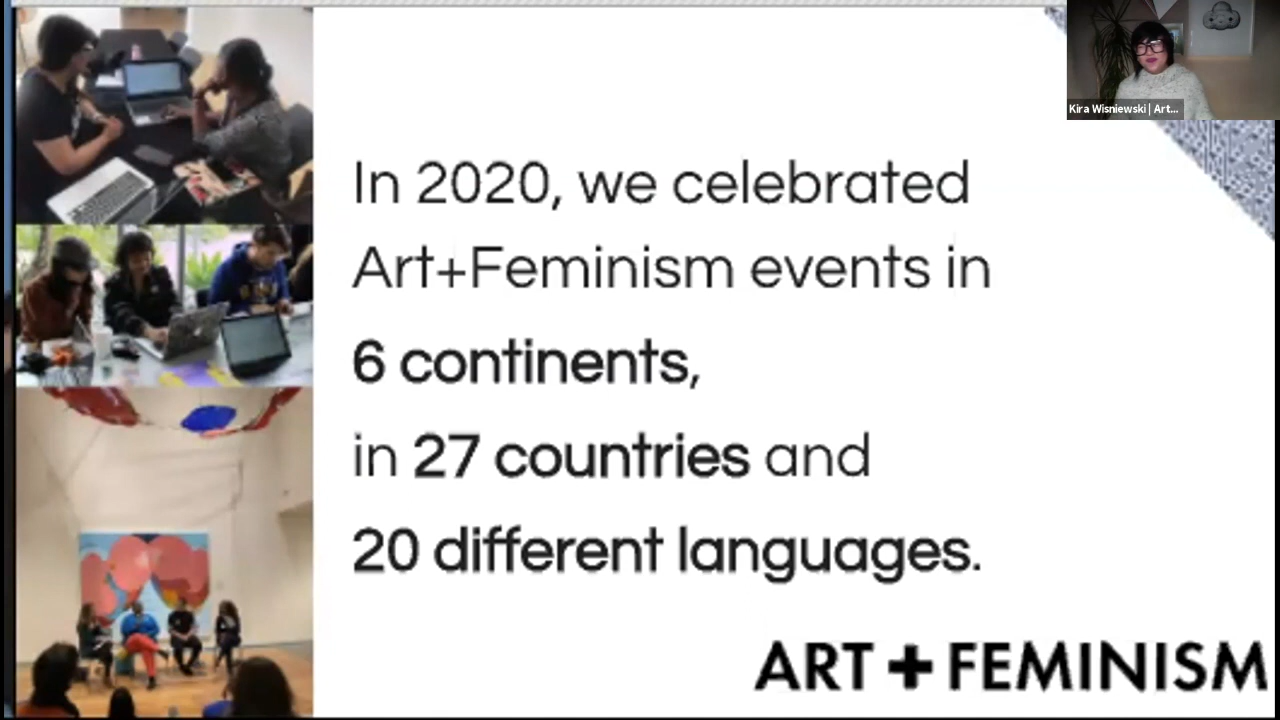 Kira Wisniewski | Art...
In 2020, we celebrated
Art+Feminism events in
6 continents,
in 27 countries and
20 different languages.
ART + FEMINISM